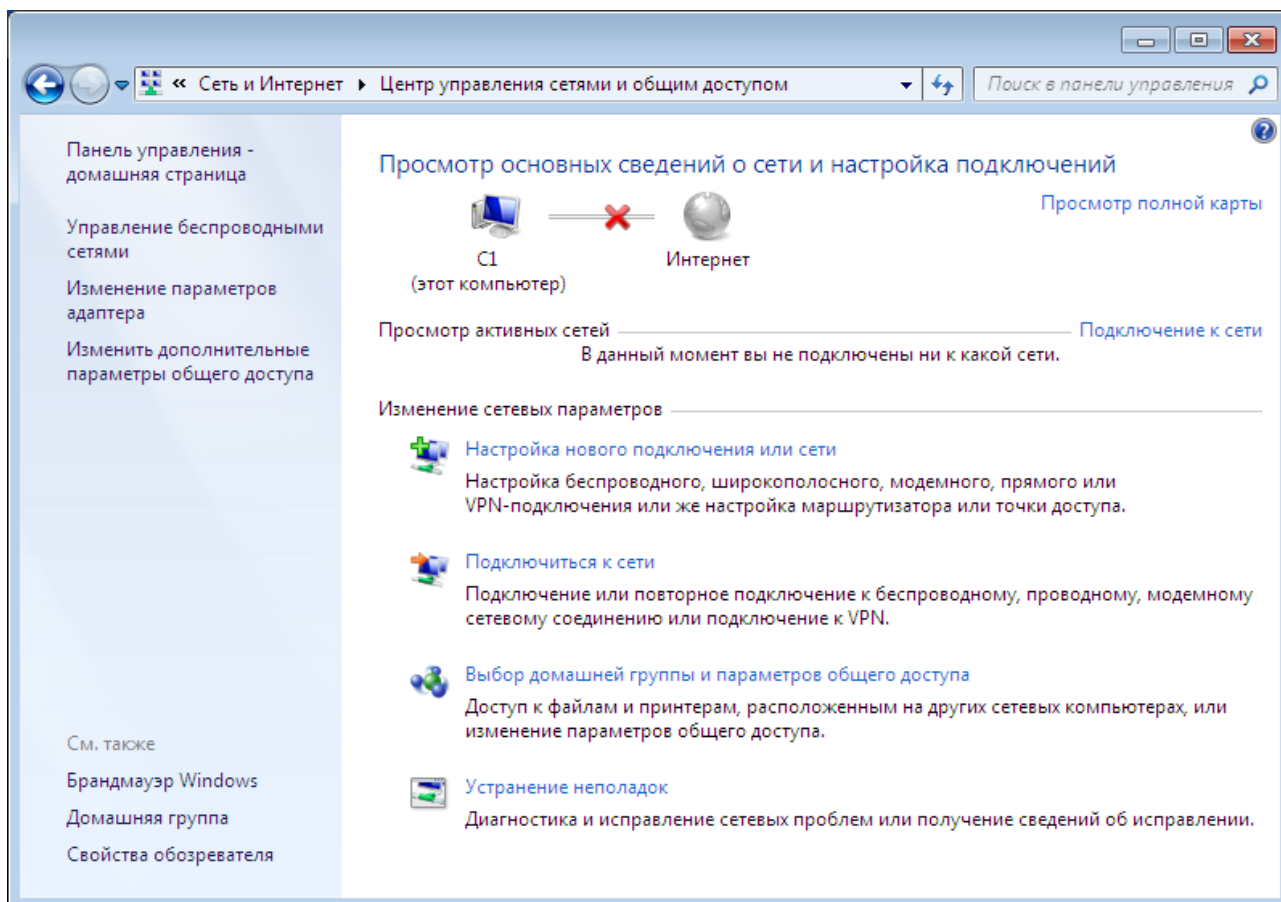 « Сеть и Интернет ▸ Центр управления сетями и общим доступом
Поиск в панели управления
Панель управления -
домашняя страница
Управление беспроводными
сетями
Изменение параметров
адаптера
Изменить дополнительные
параметры общего доступа
См. также
Брандмауэр Windows
Домашняя группа
Свойства обозревателя
Просмотр основных сведений о сети и настройка подключений
Просмотр полной карты
C1
(этот компьютер)
Интернет
Просмотр активных сетей
Подключение к сети
В данный момент вы не подключены ни к какой сети.
Изменение сетевых параметров
Настройка нового подключения или сети
Настройка беспроводного, широкополосного, модемного, прямого или
VPN-подключения или же настройка маршрутизатора или точки доступа.
Подключиться к сети
Подключение или повторное подключение к беспроводному, проводному, модемному
сетевому соединению или подключение к VPN.
Выбор домашней группы и параметров общего доступа
Доступ к файлам и принтерам, расположенным на других сетевых компьютерах, или
изменение параметров общего доступа.
Устранение неполадок
Диагностика и исправление сетевых проблем или получение сведений об исправлении.